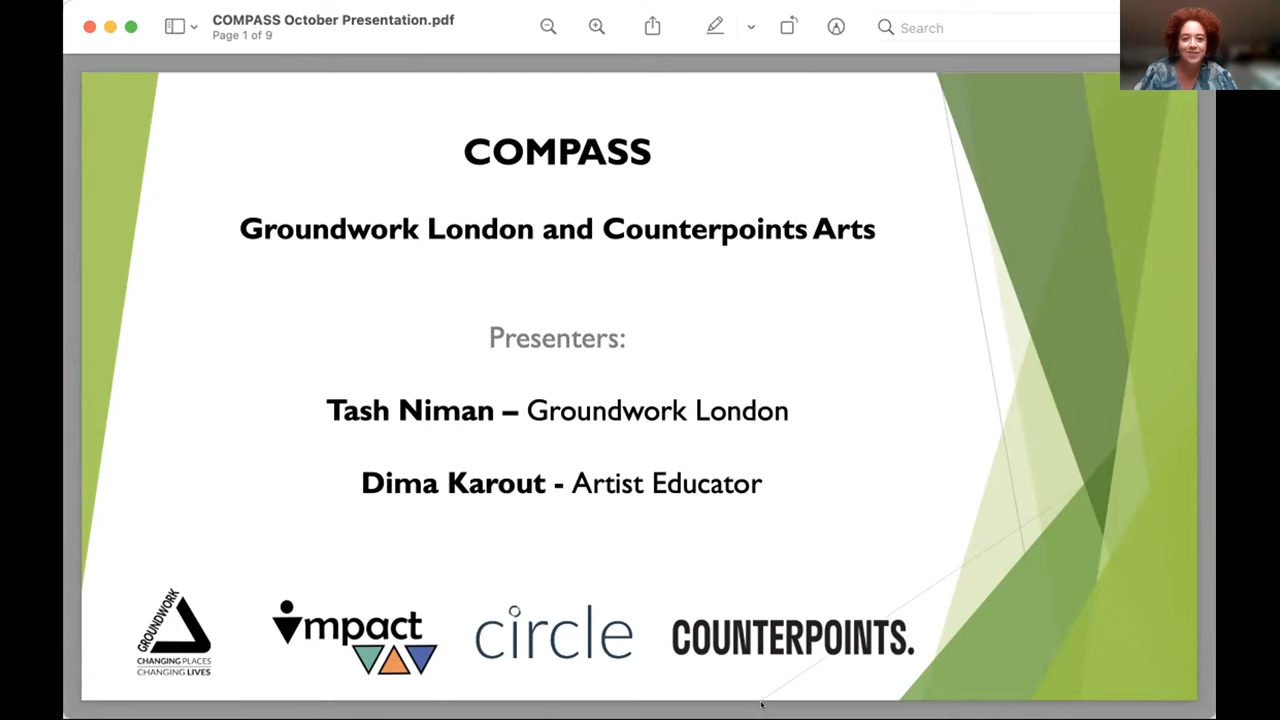 COMPASS October Presentation.pdf
Page 1 of 9
Search
COMPASS
Groundwork London and Counterpoints Arts
Presenters:
Tash Niman – Groundwork London
Dima Karout - Artist Educator
GROUNDWORK
CHANGING PLACES
CHANGING LIVES
impact
circle
COUNTERPOINTS.